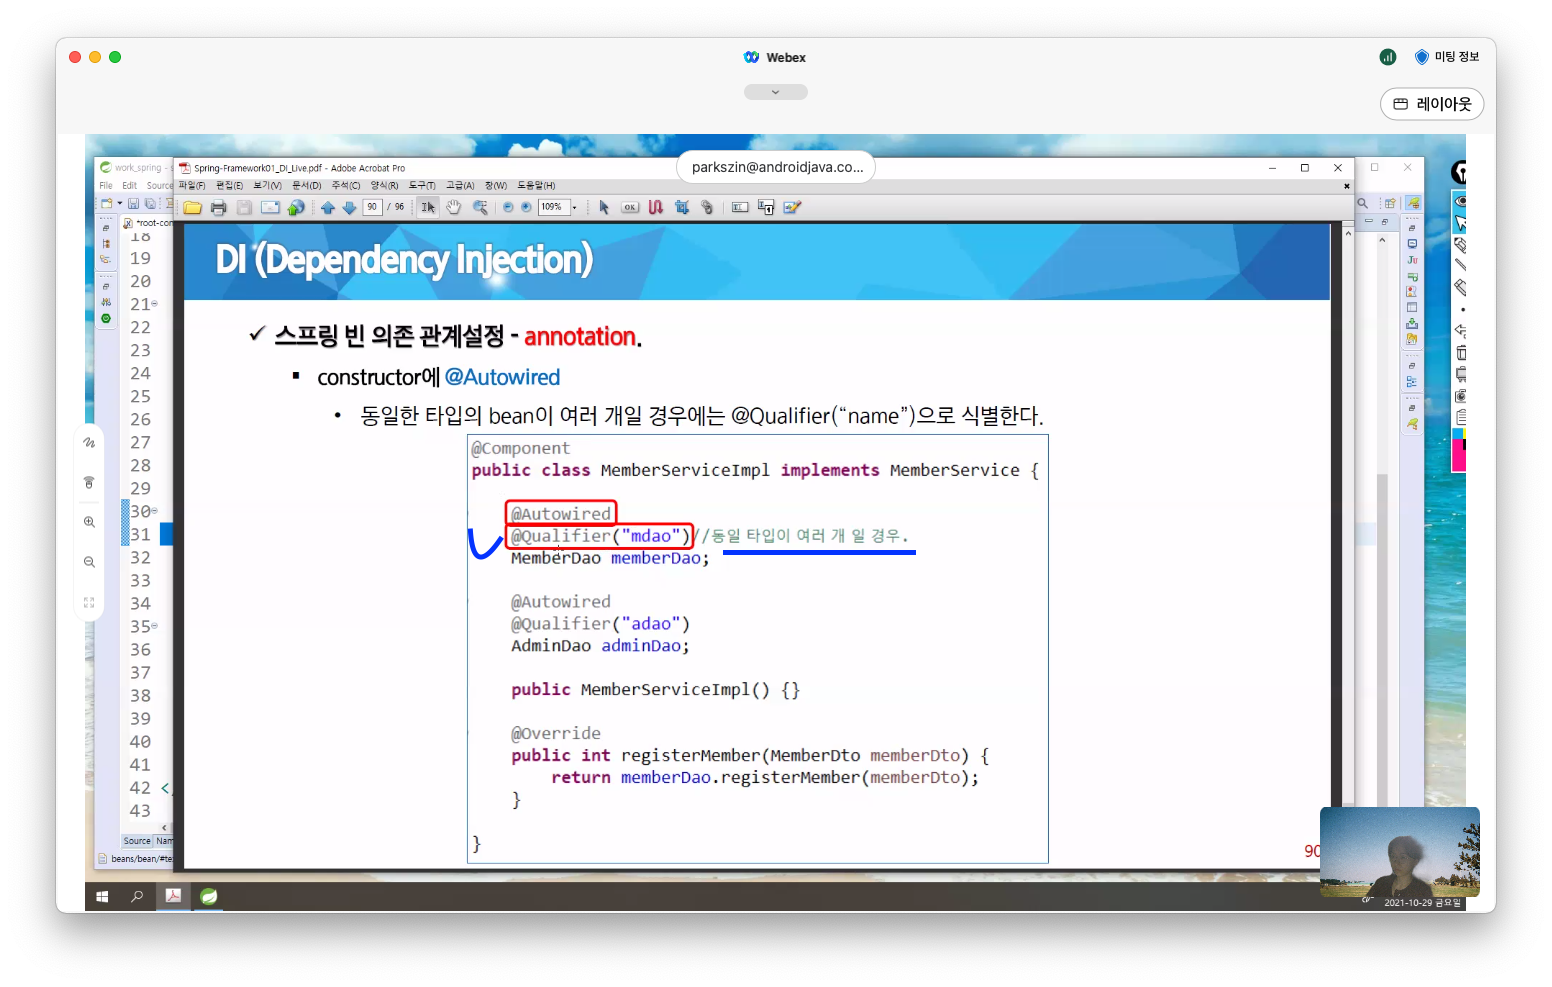 Webex
미팅 정보
레이아웃
work_spring - s
Spring-Framework01_DI_Live.pdf - Adobe Acrobat Pro
parkszin@androidjava.co...
File Edit Source
파일(F) 편집(E) 보기(V) 문서(D) 주석(C) 양식(R) 도구(T) 고급(A) 창(W) 도움말(H)
90 / 96
OK
109%
*root-con
DI (Dependency Injection)
스프링 빈 의존 관계설정 - annotation.
constructor에 @Autowired
동일한 타입의 bean이 여러 개일 경우에는 @Qualifier(“name”)으로 식별한다.
@Component
public class MemberServiceImpl implements MemberService {
@Autowired
@Qualifier("mdao")//동일 타입이 여러 개 일 경우.
MemberDao memberDao;
@Autowired
@Qualifier("adao")
AdminDao adminDao;
public MemberServiceImpl() {}
@Override
public int registerMember(MemberDto memberDto) {
return memberDao.registerMember(memberDto);
}
}
90
18
19
20
21
22
23
24
25
26
27
28
29
30
31
32
33
34
35
36
37
38
39
40
41
42 <
43
Source Nam
beans/bean/#te
Ju
2021-10-29 금요일